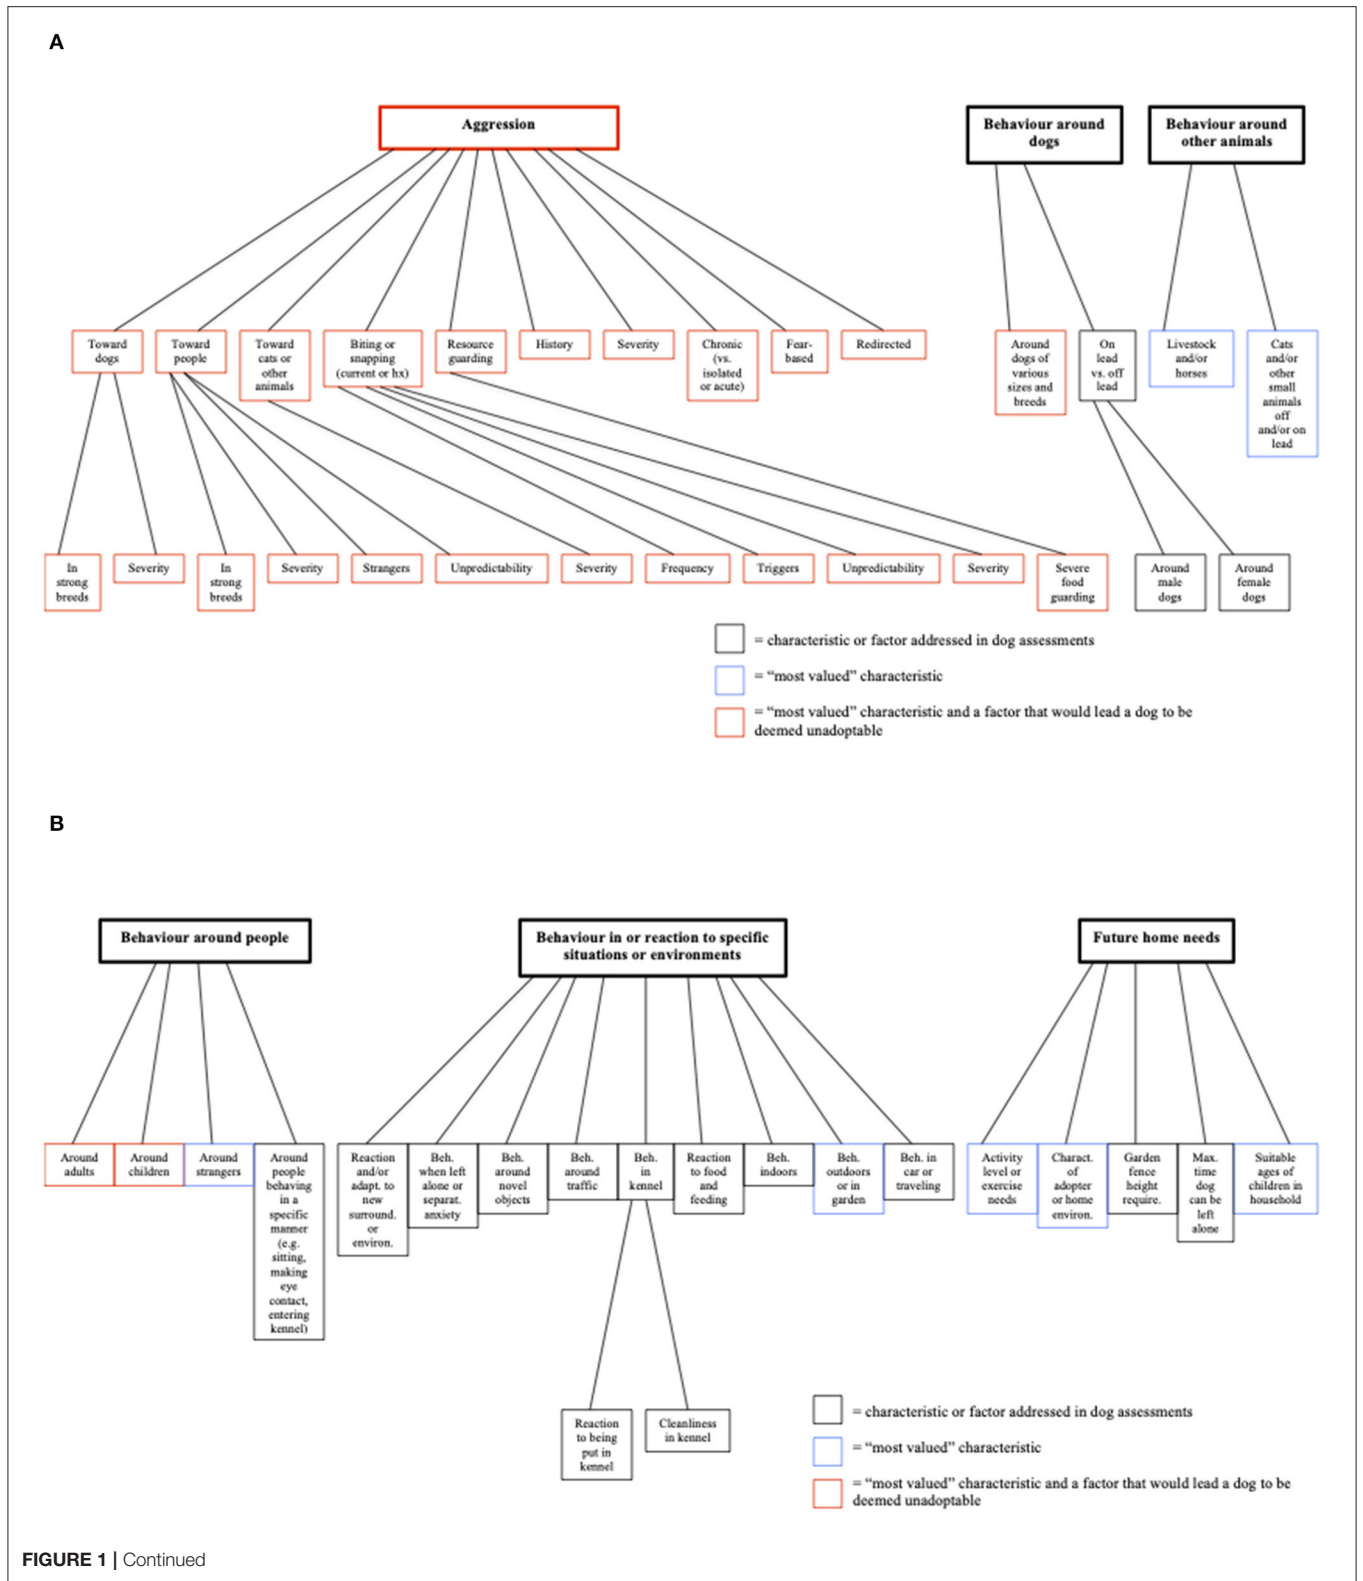 A
Aggression
Behaviour around
dogs
Behaviour around
other animals
Toward
dogs
Toward
people
Toward
cats or
other
animals
Biting or
snapping
(current or hx)
Resource
guarding
History
Severity
Chronic
(vs.
isolated
or acute)
Fear-
based
Redirected
Around
dogs of
various
sizes and
breeds
On
lead
vs. off
lead
Livestock
and/or
horses
Cats
and/or
other
small
animals
off
and/or on
lead
In
strong
breeds
Severity
In
strong
breeds
Severity
Strangers
Unpredictability
Severity
Frequency
Triggers
Unpredictability
Severity
Severe
food
guarding
Around
male
dogs
Around
female
dogs
= characteristic or factor addressed in dog assessments
= “most valued” characteristic
= “most valued” characteristic and a factor that would lead a dog to be
deemed unadoptable
B
Behaviour around people
Behaviour in or reaction to specific
situations or environments
Future home needs
Around
adults
Around
children
Around
strangers
Around
people
behaving
in a
specific
manner
(e.g.
sitting,
making
eye
contact,
entering
kennel)
Reaction
and/or
adapt. to
new
surround.
or
environ.
Beh.
when left
alone or
separat.
anxiety
Beh.
around
novel
objects
Beh.
around
traffic
Beh.
in
kennel
Reaction
to food
and
feeding
Beh.
indoors
Beh.
outdoors
or in
garden
Beh. in
car or
traveling
Activity
level or
exercise
needs
Charact.
of
adopter
or home
environ.
Garden
fence
height
require.
Max.
time
dog
can be
left
alone
Suitable
ages of
children in
household
Reaction
to being
put in
kennel
Cleanliness
in kennel
= characteristic or factor addressed in dog assessments
= “most valued” characteristic
= “most valued” characteristic and a factor that would lead a dog to be
deemed unadoptable
FIGURE 1 | Continued